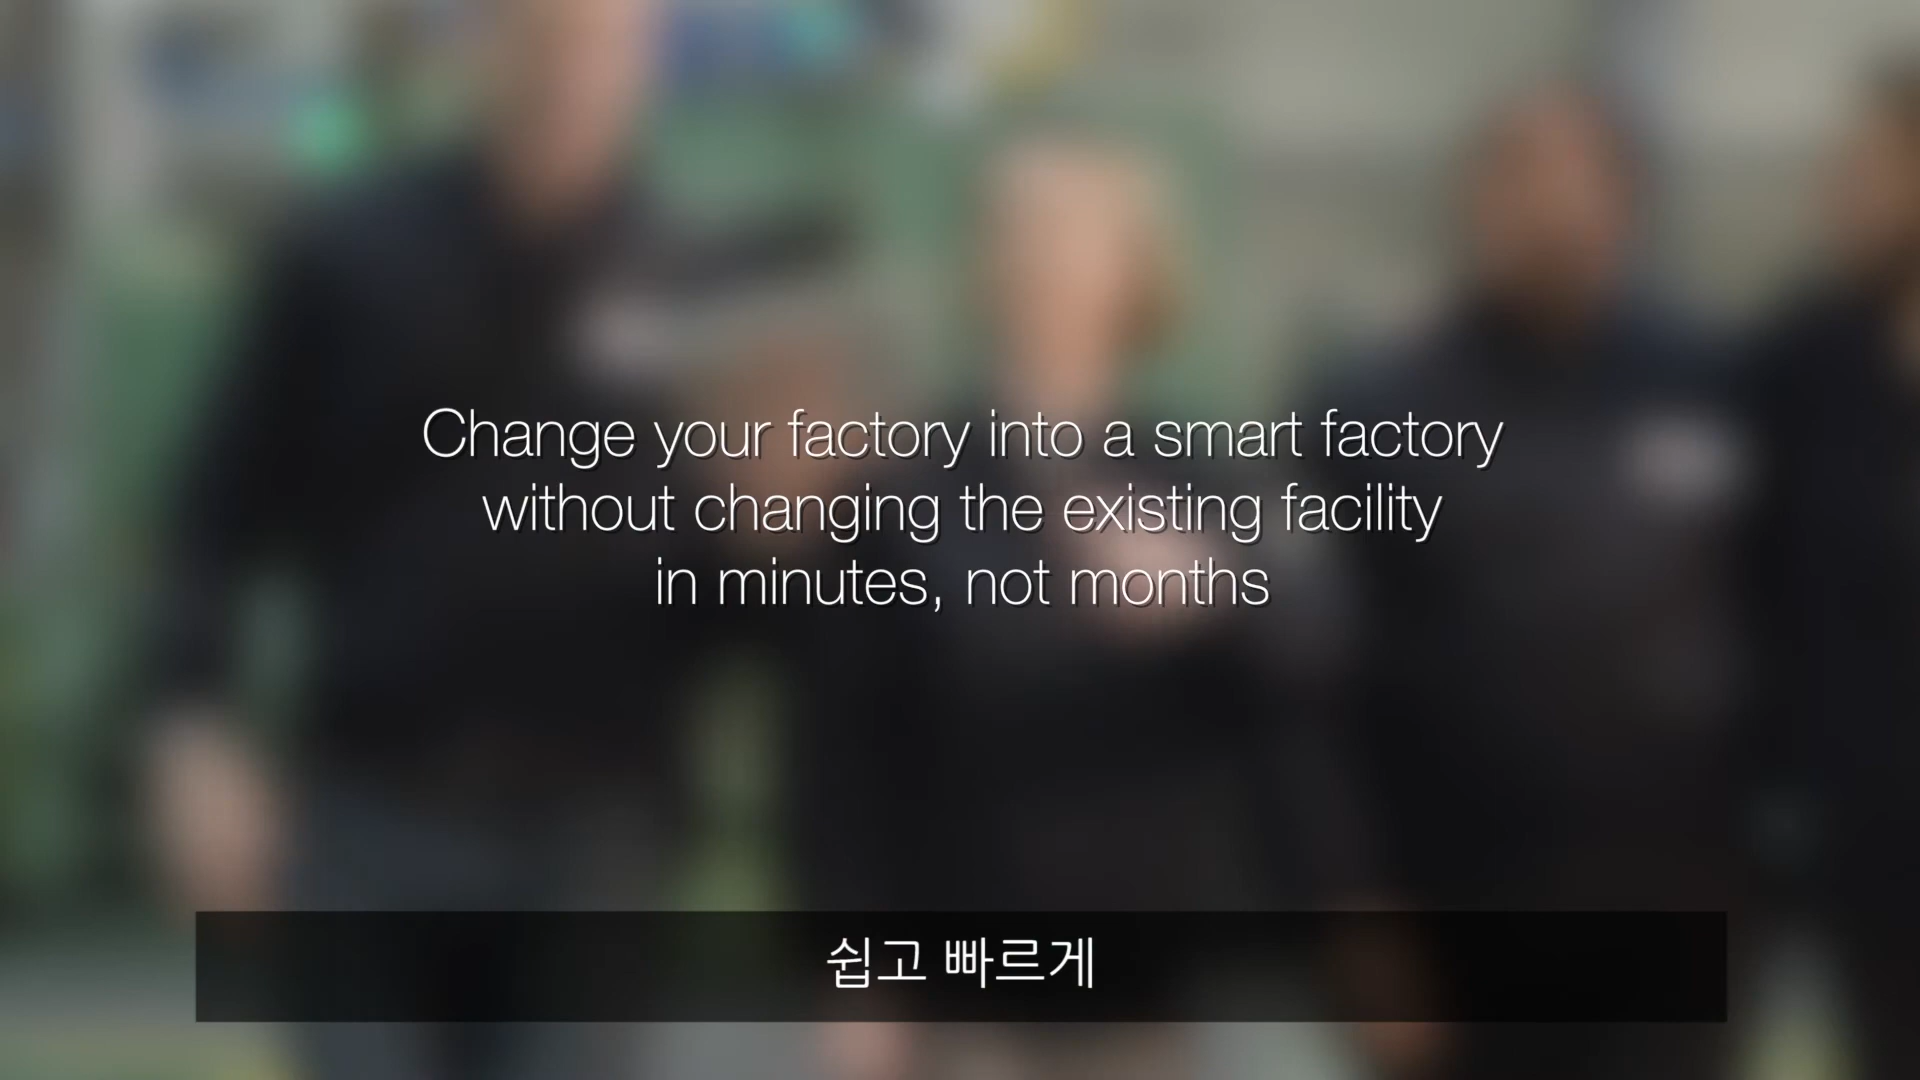 Change your factory into a smart factory
without changing the existing facility
in minutes, not months
쉽고 빠르게